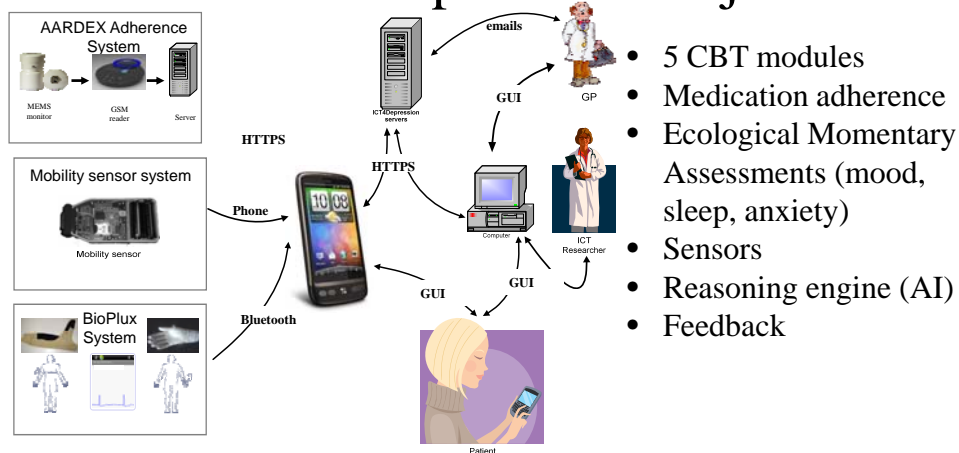 AARDEX Adherence
System
MEMS
monitor
GSM
reader
Server
Mobility sensor system
Mobility sensor
BioPlux
System
HTTPS
Phone
Bluetooth
10 08
ICT4Depression
servers
emails
GP
GUI
HTTPS
Computer
ICT
Researcher
GUI
GUI
Patient
• 5 CBT modules
• Medication adherence
• Ecological Momentary
Assessments (mood,
sleep, anxiety)
• Sensors
• Reasoning engine (AI)
• Feedback